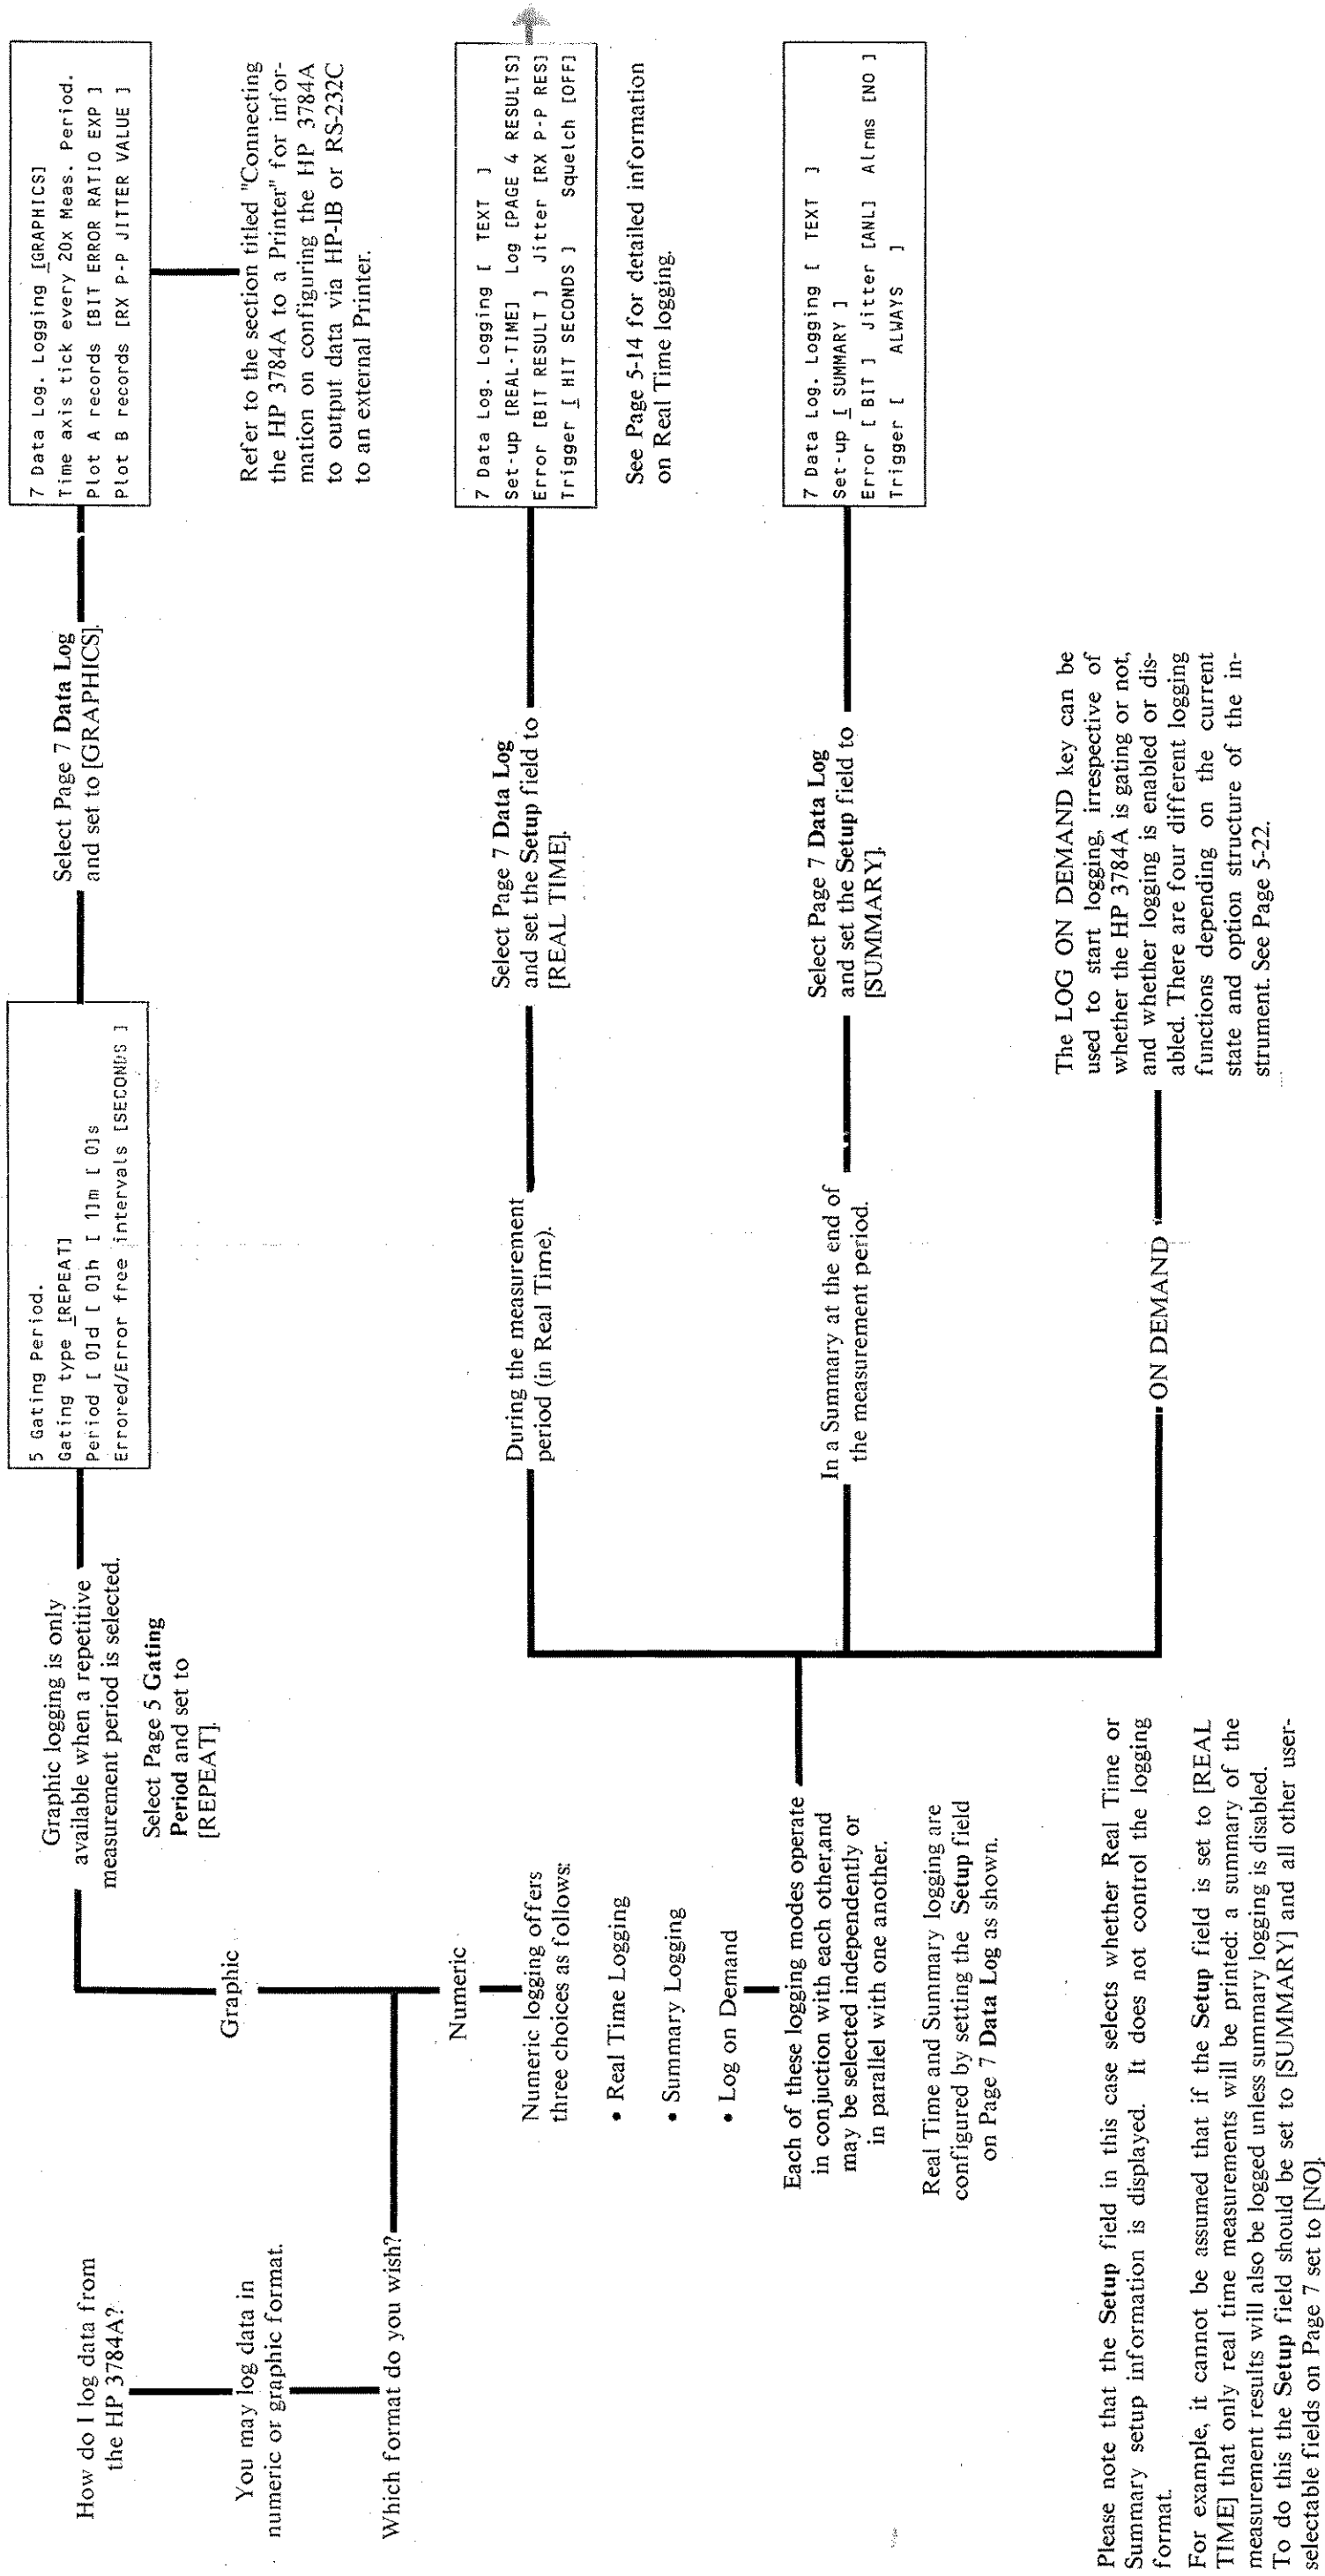 How do I log data from
the HP 3784A?
You may log data in
numeric or graphic format.
Which format do you wish?
Graphic
Graphic logging is only
available when a repetitive
measurement period is selected.
Select Page 5 Gating
Period and set to
[REPEAT].
5 Gating Period.
Gating type [REPEAT]
Period [ 0]d [ 0]h [ 1]m [ 0]s
Errored/Error free intervals [SECONDS ]
Select Page 7 Data Log
and set to [GRAPHICS].
7 Data Log. Logging [GRAPHICS]
Time axis tick every 20x Meas. Period.
Plot A records [BIT ERROR RATIO EXP ]
Plot B records [RX P-P JITTER VALUE ]
Refer to the section titled "Connecting
the HP 3784A to a Printer" for infor-
mation on configuring the HP 3784A
to output data via HP-IB or RS-232C
to an external Printer.
Numeric
Numeric logging offers
three choices as follows:
• Real Time Logging
• Summary Logging
• Log on Demand
Each of these logging modes operate
in conjuction with each other,and
may be selected independently or
in parallel with one another.
Real Time and Summary logging are
configured by setting the Setup field
on Page 7 Data Log as shown.
During the measurement
period (in Real Time).
Select Page 7 Data Log
and set the Setup field to
[REAL TIME].
7 Data Log. Logging [ TEXT ]
Set-up [REAL-TIME] Log [PAGE 4 RESULTS]
Error [BIT RESULT ] Jitter [RX P-P RES]
Trigger [ HIT SECONDS ] Squelch [OFF]
See Page 5-14 for detailed information
on Real Time logging.
In a Summary at the end of
the measurement period.
Select Page 7 Data Log
and set the Setup field to
[SUMMARY].
7 Data Log. Logging [ TEXT ]
Set-up [ SUMMARY ]
Error [ BIT ] Jitter [ANL] Alrms [NO ]
Trigger [ ALWAYS ]
ON DEMAND
The LOG ON DEMAND key can be
used to start logging, irrespective of
whether the HP 3784A is gating or not,
and whether logging is enabled or dis-
abled. There are four different logging
functions depending on the current
state and option structure of the in-
strument. See Page 5-22.
Please note that the Setup field in this case selects whether Real Time or
Summary setup information is displayed. It does not control the logging
format.
For example, it cannot be assumed that if the Setup field is set to [REAL
TIME] that only real time measurements will be printed: a summary of the
measurement results will also be logged unless summary logging is disabled.
To do this the Setup field should be set to [SUMMARY] and all other user-
selectable fields on Page 7 set to [NO].